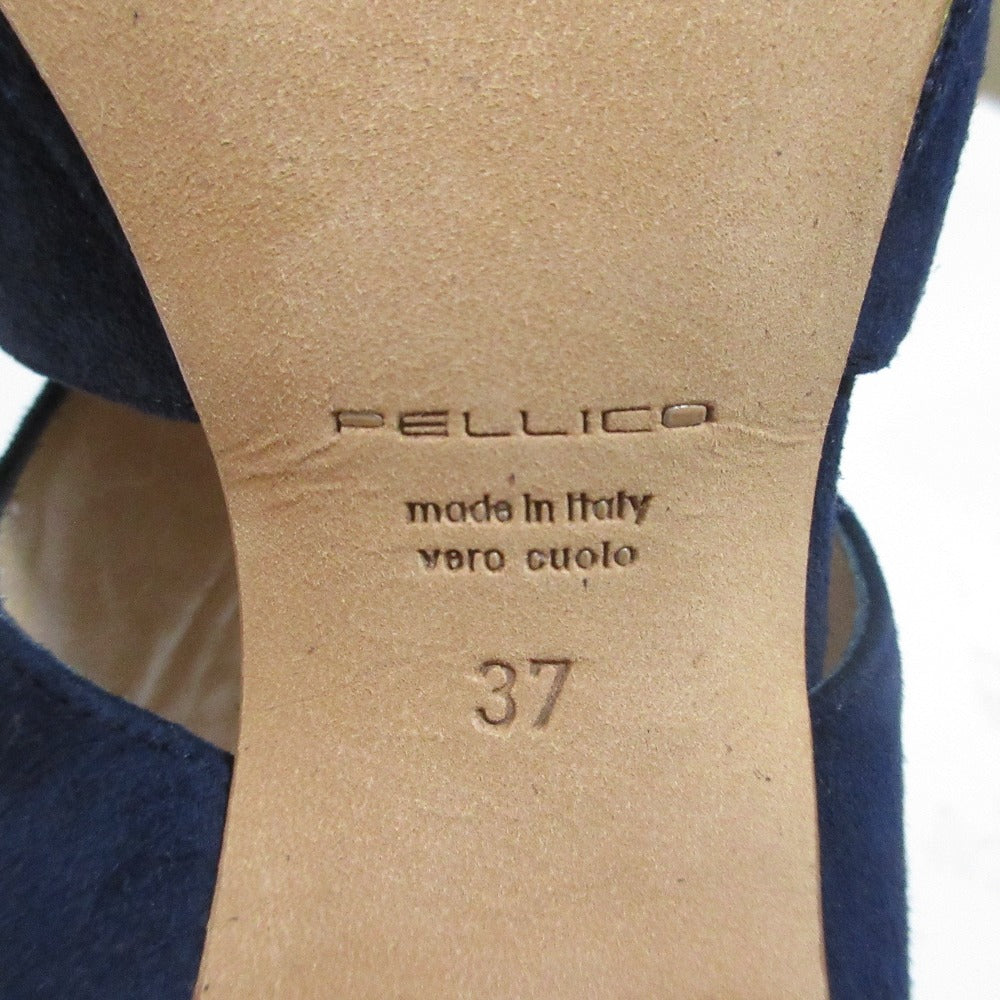 PELLICO
made in Italy
vero cuoio
37